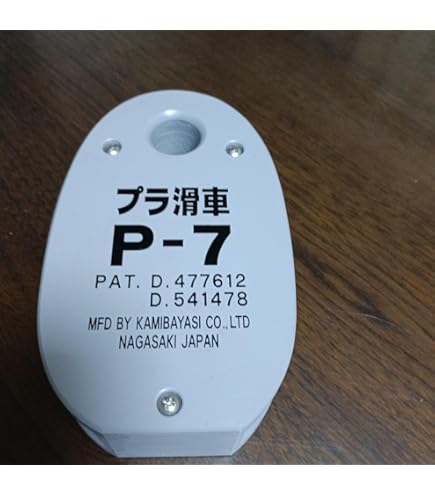 プラ滑車
P-7
PAT. D.477612
D.541478
MFD BY KAMIBAYASI CO.,LTD
NAGASAKI JAPAN